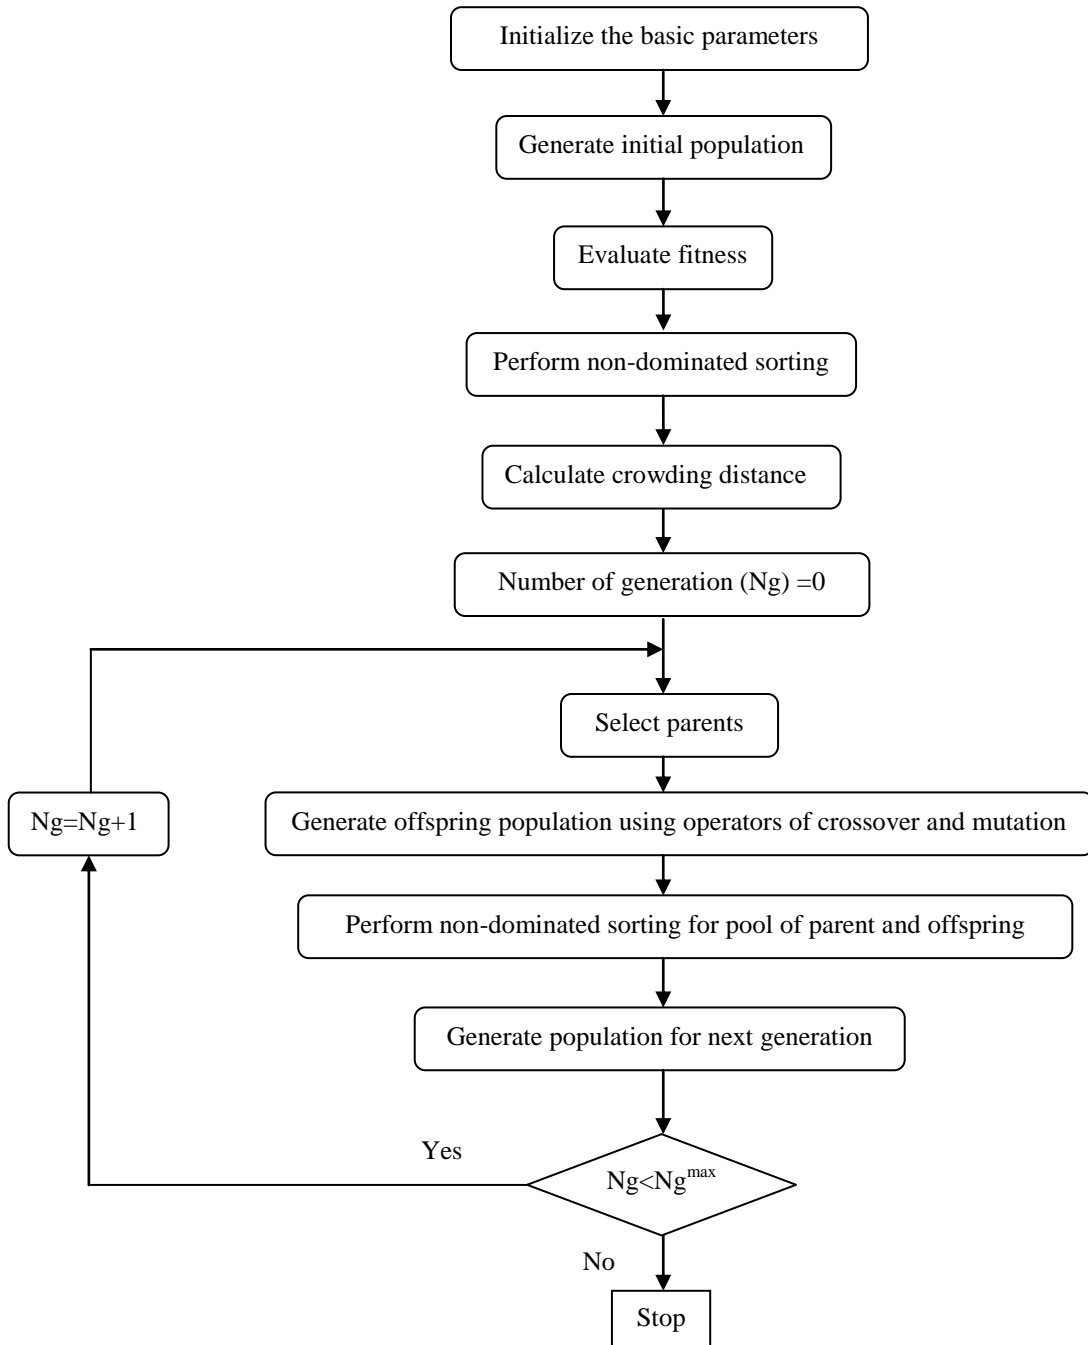 Initialize the basic parameters
Generate initial population
Evaluate fitness
Perform non-dominated sorting
Calculate crowding distance
Number of generation (Ng) =0
Select parents
Ng=Ng+1
Generate offspring population using operators of crossover and mutation
Perform non-dominated sorting for pool of parent and offspring
Generate population for next generation
Yes
Ng<Ng^max
No
Stop